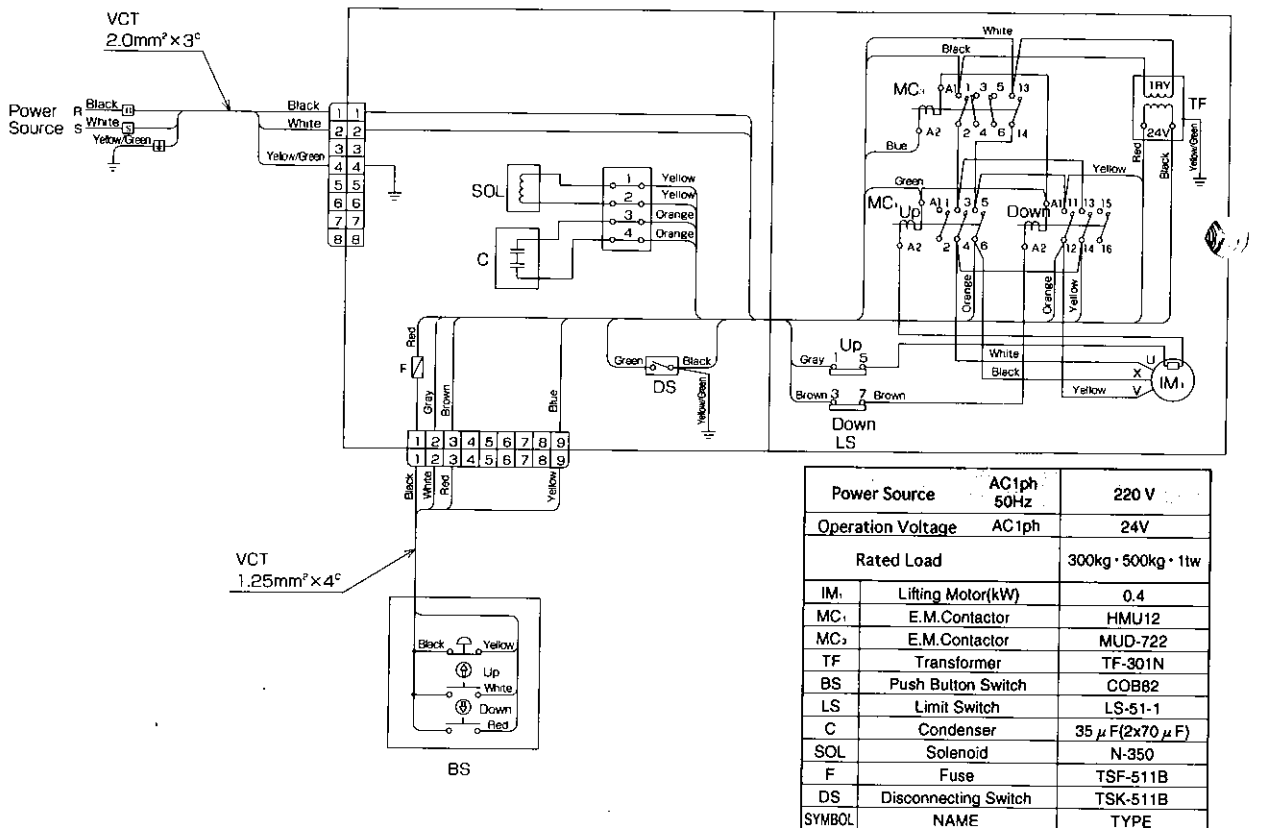 VCT
2.0mm²×3ᶜ
Power R Black R Black 1 1
Source S White S White 2 2
Yellow/Green
Yellow/Green
3 3
4 4
5 5
6 6
7 7
8 8
SOL
C
1 Yellow
2 Yellow
3 Orange
4 Orange
White
Black
MC₃ A1 1 3 5 13
A2 2 4 6 14
Blue
1RY
TF
24V
Red
Black
Yellow/Green
Green
Yellow
MC₁ Up A1 1 3 5
A2 2 4 6
Down A1 11 13 15
A2 12 14 16
Orange
Orange
Yellow
Red
F
Gray
Brown
Blue
Green Black
DS
Yellow/Green
Up
Gray 1 5
Brown 3 7 Brown
Down
LS
White U
Black X
Yellow V
IM₁
1 2 3 4 5 6 7 8 9
1 2 3 4 5 6 7 8 9
Black
White
Red
Yellow
VCT
1.25mm²×4ᶜ
Black Yellow
Up
White
Down
Red
BS
Power Source AC1ph 50Hz 220 V
Operation Voltage AC1ph 24V
Rated Load 300kg・500kg・1tw
IM₁ Lifting Motor(kW) 0.4
MC₁ E.M.Contactor HMU12
MC₃ E.M.Contactor MUD-722
TF Transformer TF-301N
BS Push Button Switch COB82
LS Limit Switch LS-51-1
C Condenser 35 μF(2x70 μF)
SOL Solenoid N-350
F Fuse TSF-511B
DS Disconnecting Switch TSK-511B
SYMBOL NAME TYPE